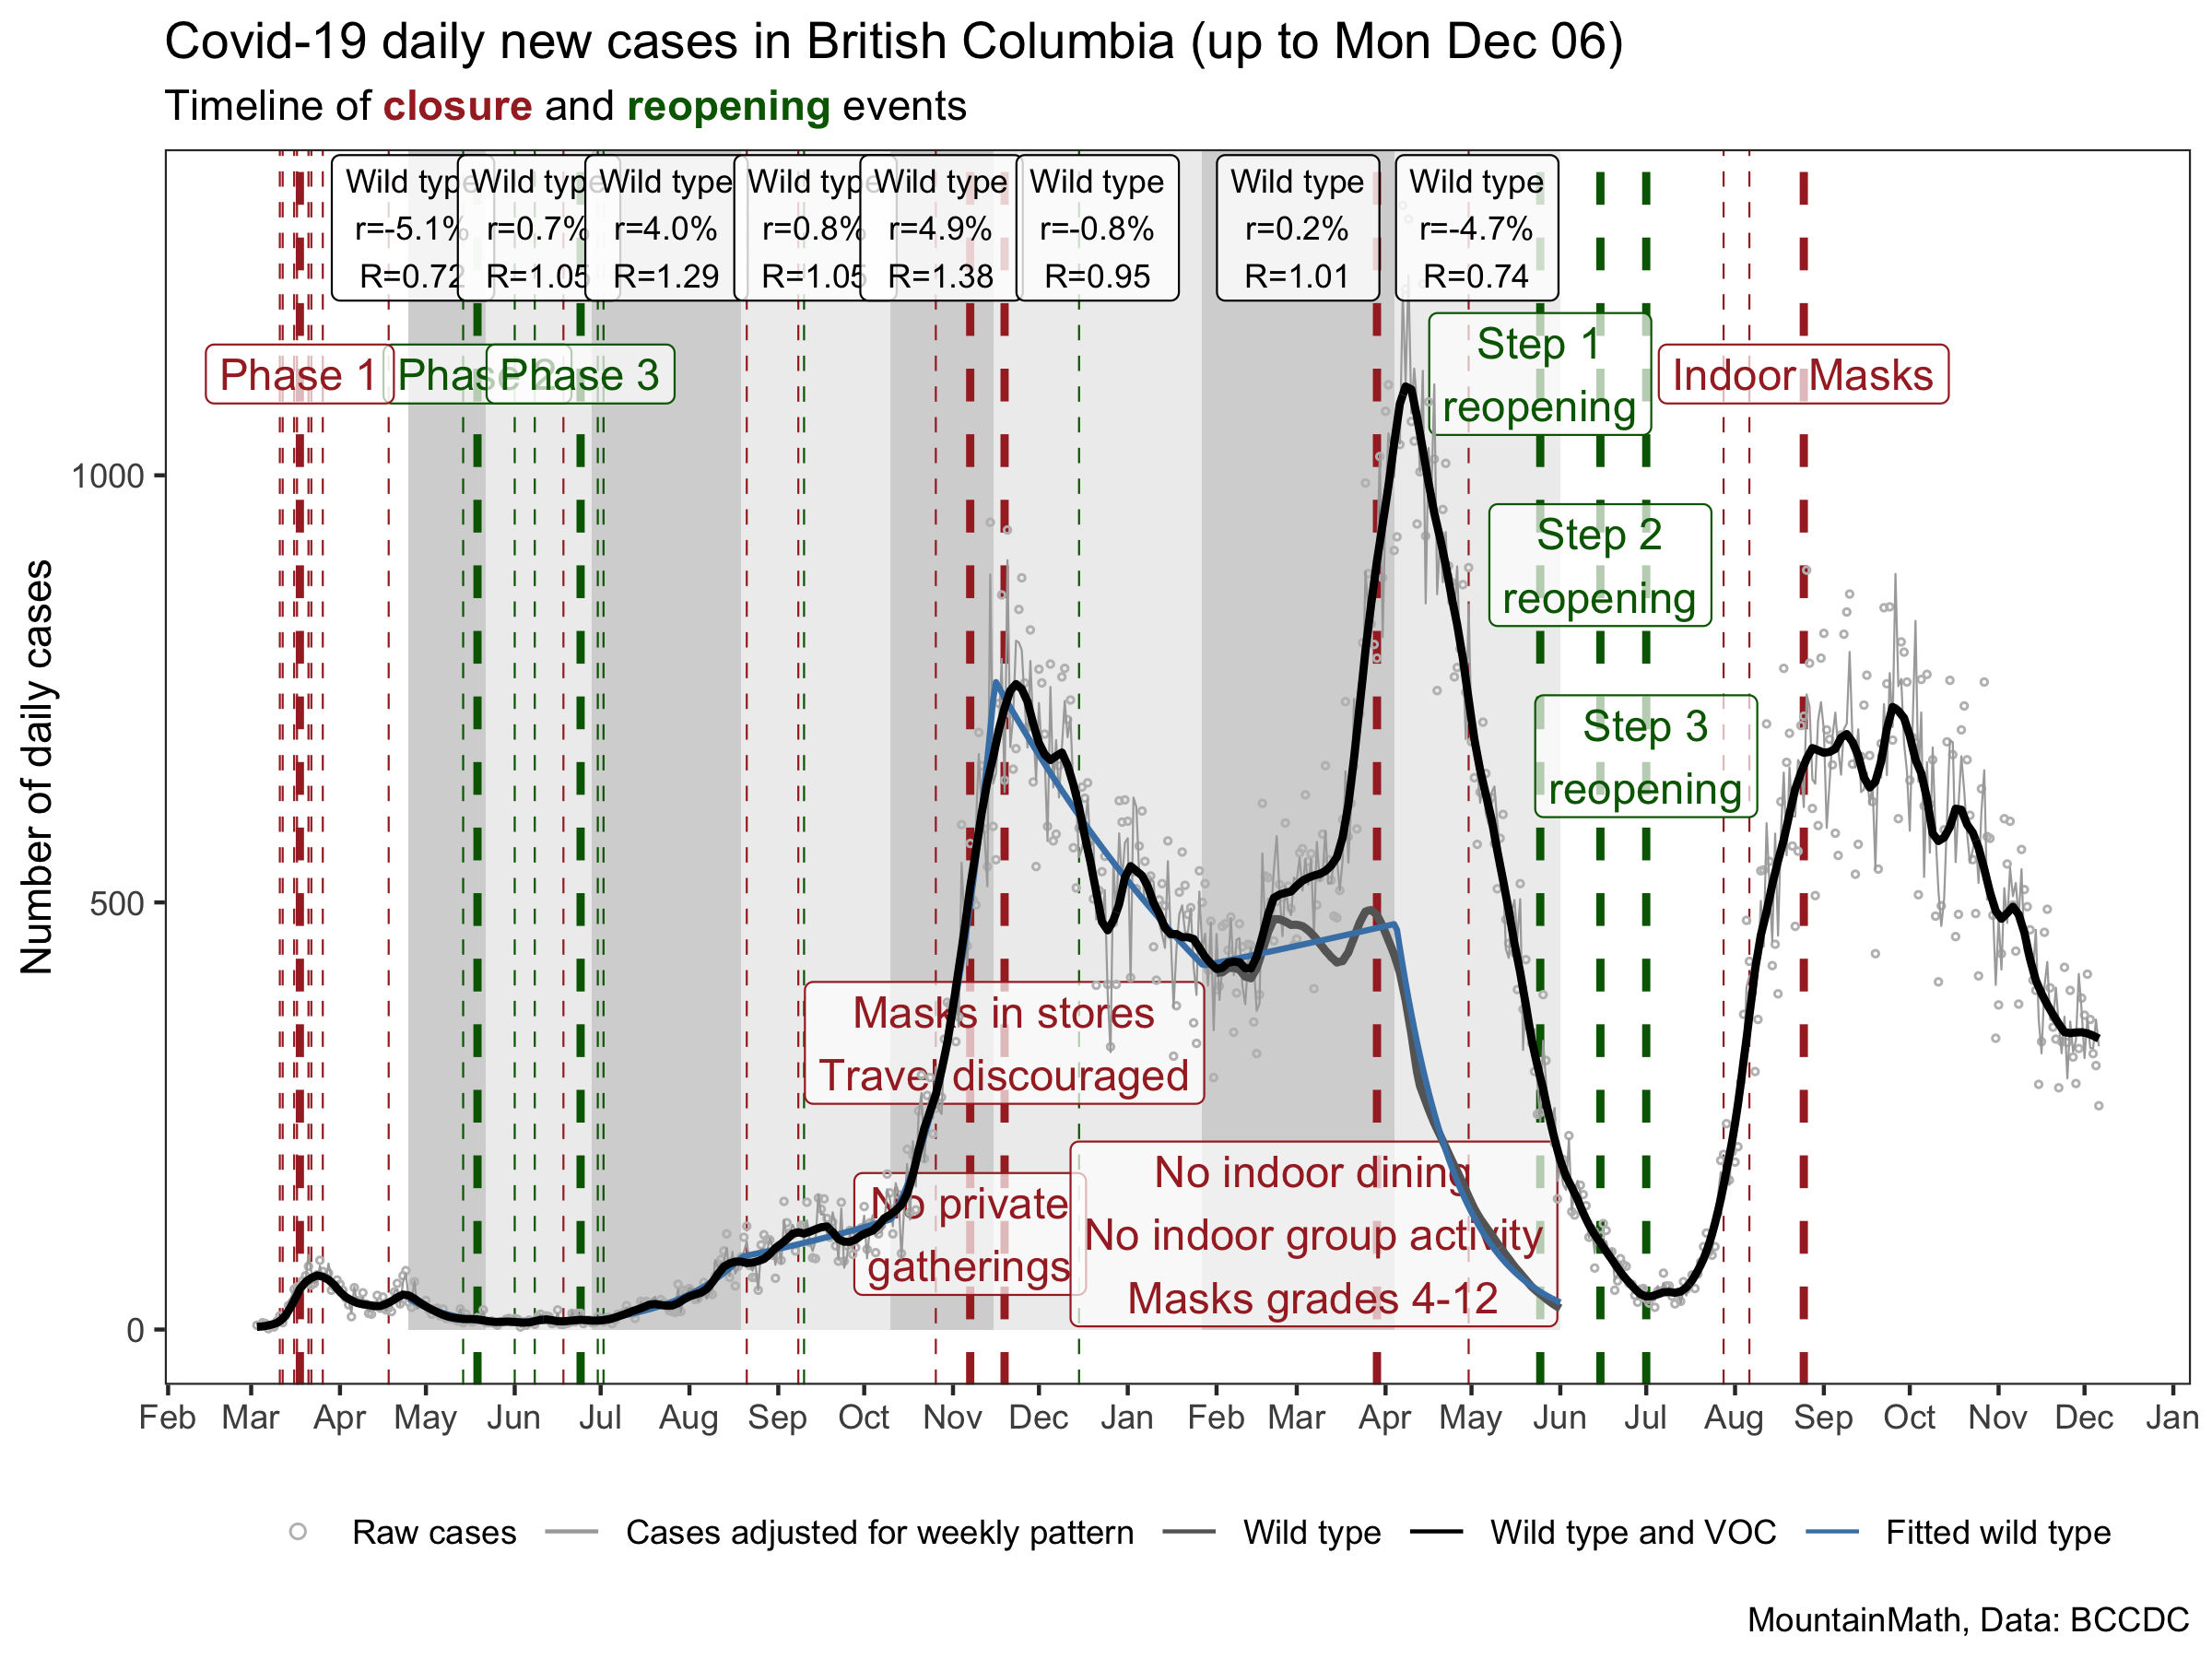 Covid-19 daily new cases in British Columbia (up to Mon Dec 06)
Timeline of closure and reopening events
Wild type
r=-5.1%
R=0.72
Wild type
r=0.7%
R=1.05
Wild type
r=4.0%
R=1.29
Wild type
r=0.8%
R=1.05
Wild type
r=4.9%
R=1.38
Wild type
r=-0.8%
R=0.95
Wild type
r=0.2%
R=1.01
Wild type
r=-4.7%
R=0.74
Phase 1
Phase 2
Phase 3
Step 1
reopening
Indoor Masks
Step 2
reopening
Step 3
reopening
Masks in stores
Travel discouraged
No private
gatherings
No indoor dining
No indoor group activity
Masks grades 4-12
Number of daily cases
1000
500
0
Feb Mar Apr May Jun Jul Aug Sep Oct Nov Dec Jan Feb Mar Apr May Jun Jul Aug Sep Oct Nov Dec Jan
Raw cases Cases adjusted for weekly pattern Wild type Wild type and VOC Fitted wild type
MountainMath, Data: BCCDC